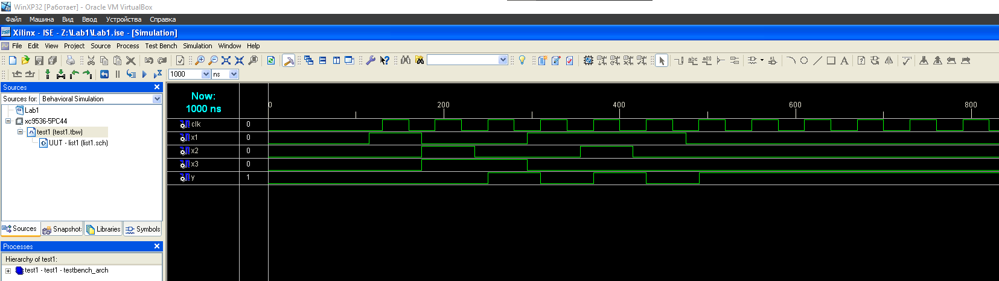 WinXP32 [Работает] - Oracle VM VirtualBox
Файл Машина Вид Ввод Устройства Справка
Xilinx - ISE - Z:\Lab1\Lab1.ise - [Simulation]
File Edit View Project Source Process Test Bench Simulation Window Help
1000 ns
Sources
Sources for: Behavioral Simulation
Lab1
xc9536-5PC44
test1 (test1.tbw)
UUT - list1 (list1.sch)
Sources Snapshot: Libraries Symbols
Processes
Hierarchy of test1:
test1 - test1 - testbench_arch
Now:
1000 ns
0 200 400 600 800
clk 0
x1 0
x2 0
x3 0
y 1